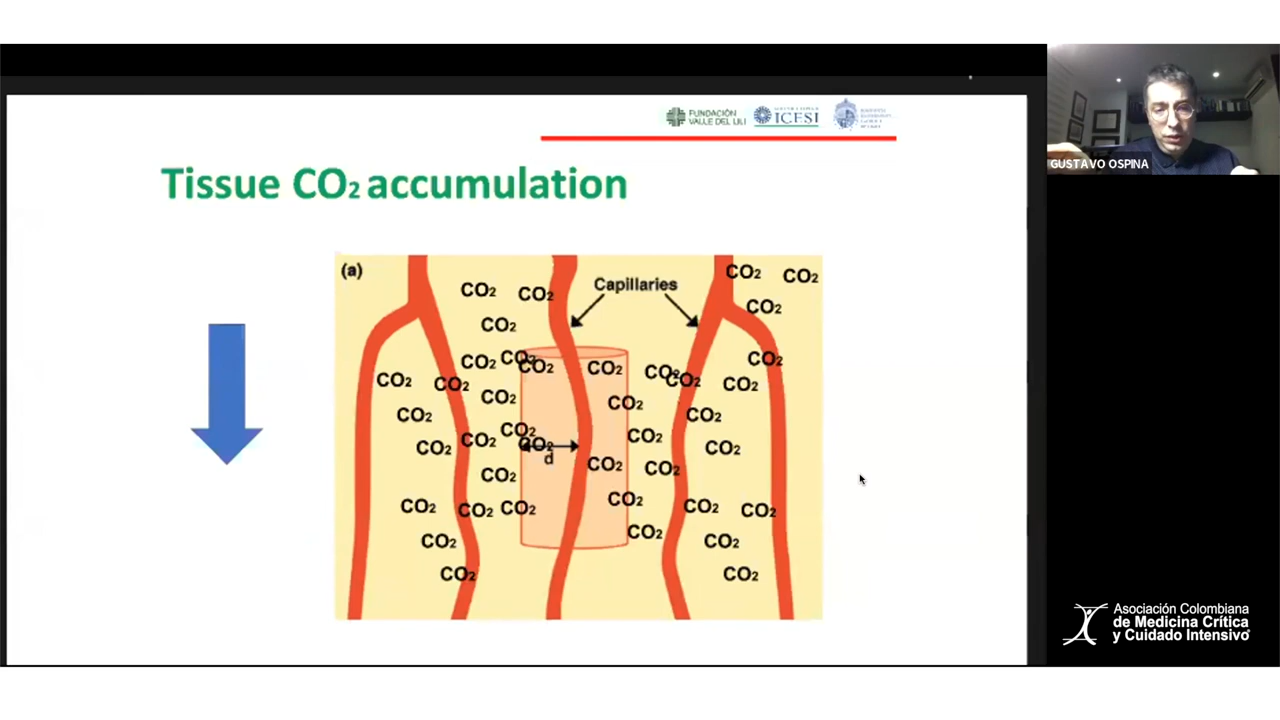 FUNDACIÓN
VALLE DEL LILI
ICESI
GUSTAVO OSPINA
Tissue CO2 accumulation
(a)
Capillaries
CO2 CO2 CO2 CO2
CO2 CO2
CO2 CO2 CO2 CO2 CO2 CO2
CO2 CO2 CO2 CO2 CO2
CO2 CO2 CO2 CO2
CO2 CO2 CO2
CO2 CO2 CO2 CO2 CO2
d
CO2 CO2 CO2
CO2 CO2 CO2 CO2 CO2 CO2
CO2 CO2 CO2
CO2 CO2
Asociación Colombiana
de Medicina Crítica
y Cuidado Intensivo